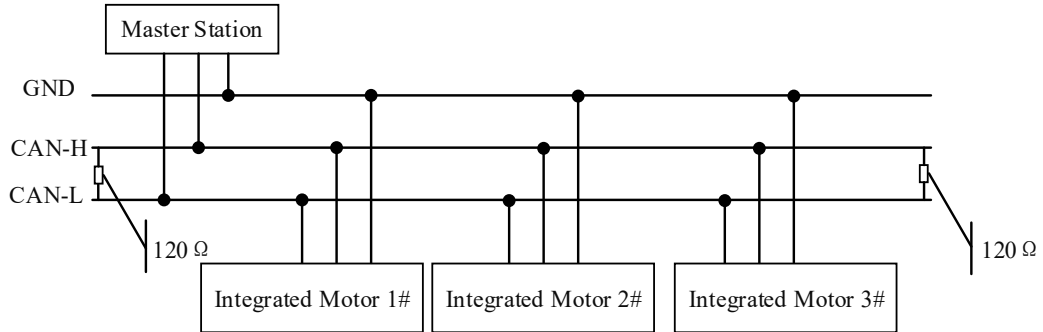 Master Station
GND
CAN-H
CAN-L
120 Ω
120 Ω
Integrated Motor 1#
Integrated Motor 2#
Integrated Motor 3#